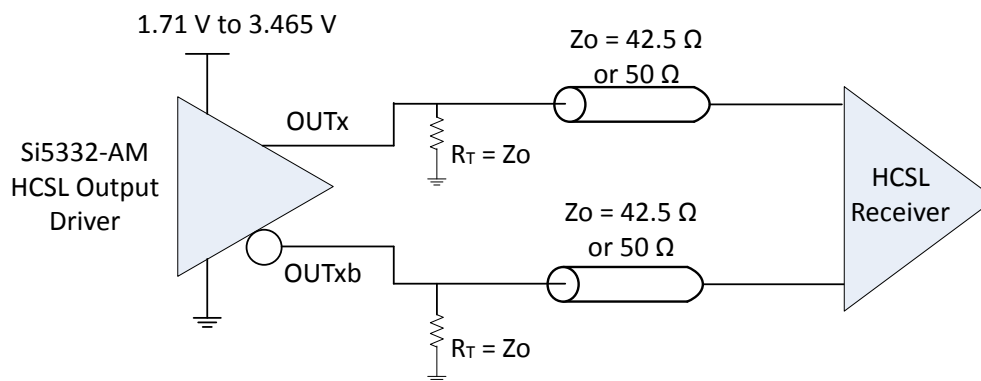 1.71 V to 3.465 V
Zo = 42.5 Ω
or 50 Ω
OUTx
RT = Zo
Si5332-AM
HCSL Output
Driver
HCSL
Receiver
Zo = 42.5 Ω
or 50 Ω
OUTxb
RT = Zo